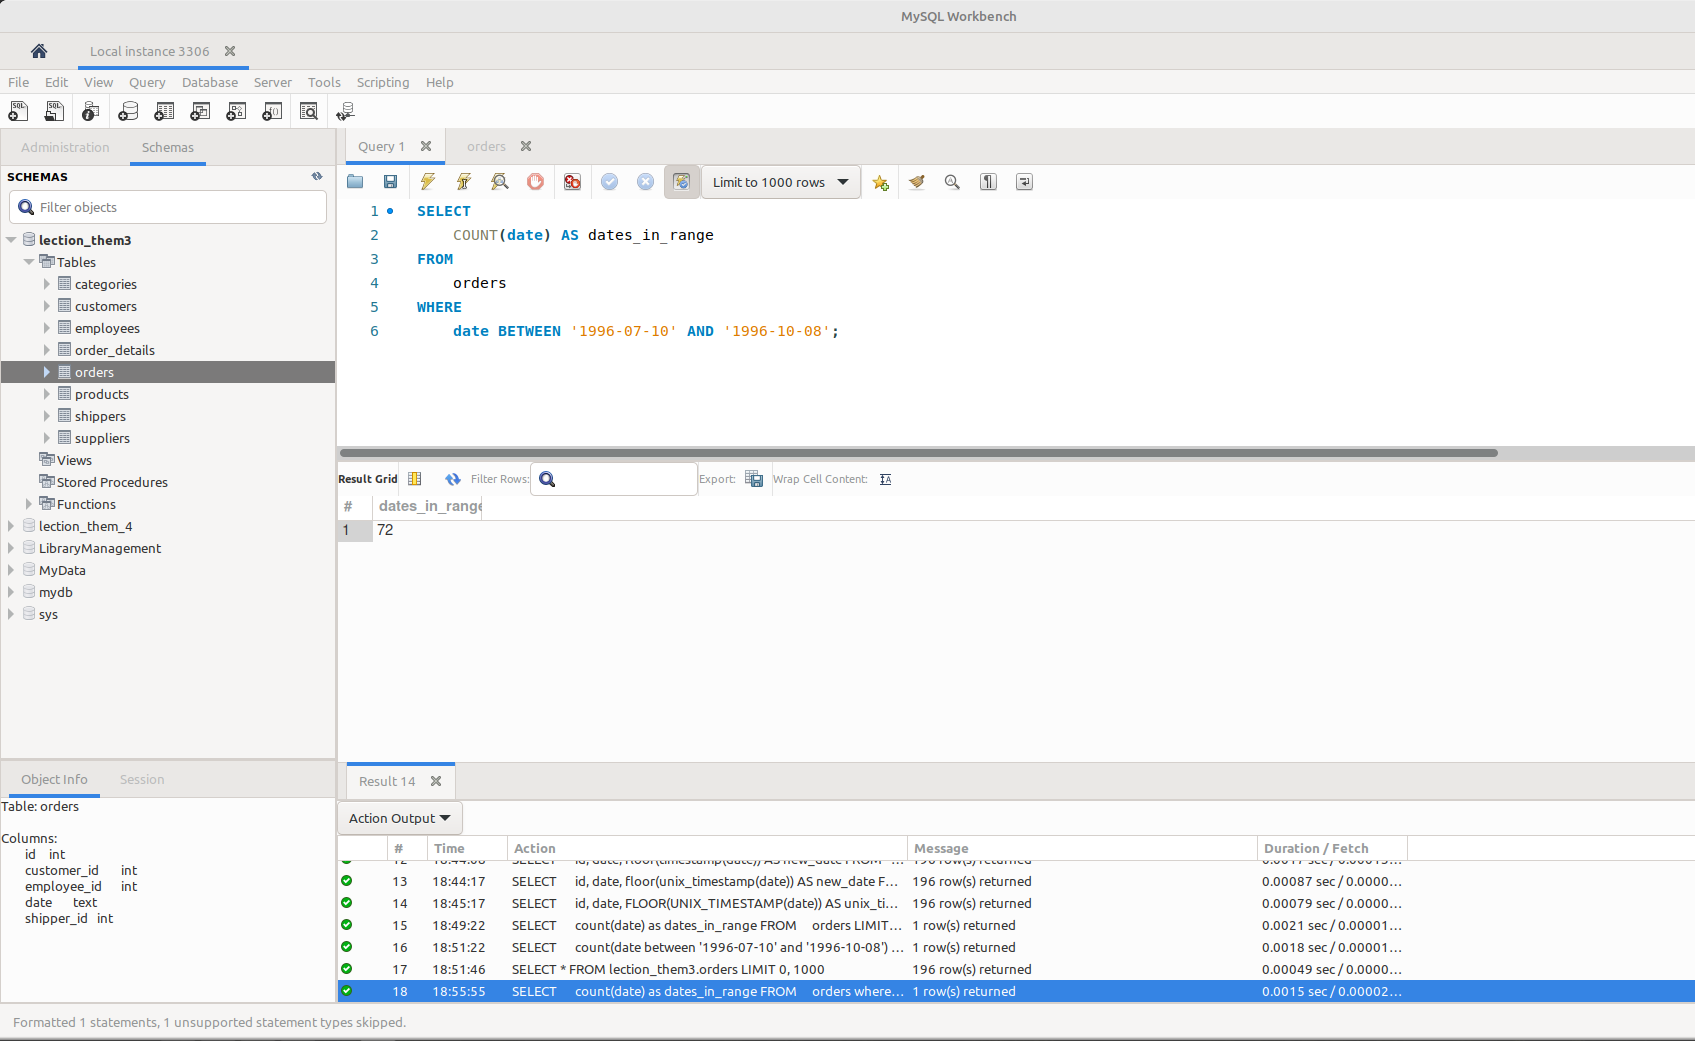 MySQL Workbench
Local instance 3306
File Edit View Query Database Server Tools Scripting Help
Administration Schemas
SCHEMAS
Filter objects
lection_them3
Tables
categories
customers
employees
order_details
orders
products
shippers
suppliers
Views
Stored Procedures
Functions
lection_them_4
LibraryManagement
MyData
mydb
sys
Object Info Session
Table: orders
Columns:
id int
customer_id int
employee_id int
date text
shipper_id int
Query 1 orders
Limit to 1000 rows
1 SELECT
2 COUNT(date) AS dates_in_range
3 FROM
4 orders
5 WHERE
6 date BETWEEN '1996-07-10' AND '1996-10-08';
Result Grid Filter Rows: Export: Wrap Cell Content:
# dates_in_range
1 72
Result 14
Action Output
# Time Action Message Duration / Fetch
12 18:44:08 SELECT id, date, floor(timestamp(date)) AS new_date FROM ... 196 row(s) returned
13 18:44:17 SELECT id, date, floor(unix_timestamp(date)) AS new_date F... 196 row(s) returned 0.00087 sec / 0.0000...
14 18:45:17 SELECT id, date, FLOOR(UNIX_TIMESTAMP(date)) AS unix_ti... 196 row(s) returned 0.00079 sec / 0.0000...
15 18:49:22 SELECT count(date) as dates_in_range FROM orders LIMIT... 1 row(s) returned 0.0021 sec / 0.00001...
16 18:51:22 SELECT count(date between '1996-07-10' and '1996-10-08') ... 1 row(s) returned 0.0018 sec / 0.00001...
17 18:51:46 SELECT * FROM lection_them3.orders LIMIT 0, 1000 196 row(s) returned 0.00049 sec / 0.0000...
18 18:55:55 SELECT count(date) as dates_in_range FROM orders where... 1 row(s) returned 0.0015 sec / 0.00002...
Formatted 1 statements, 1 unsupported statement types skipped.